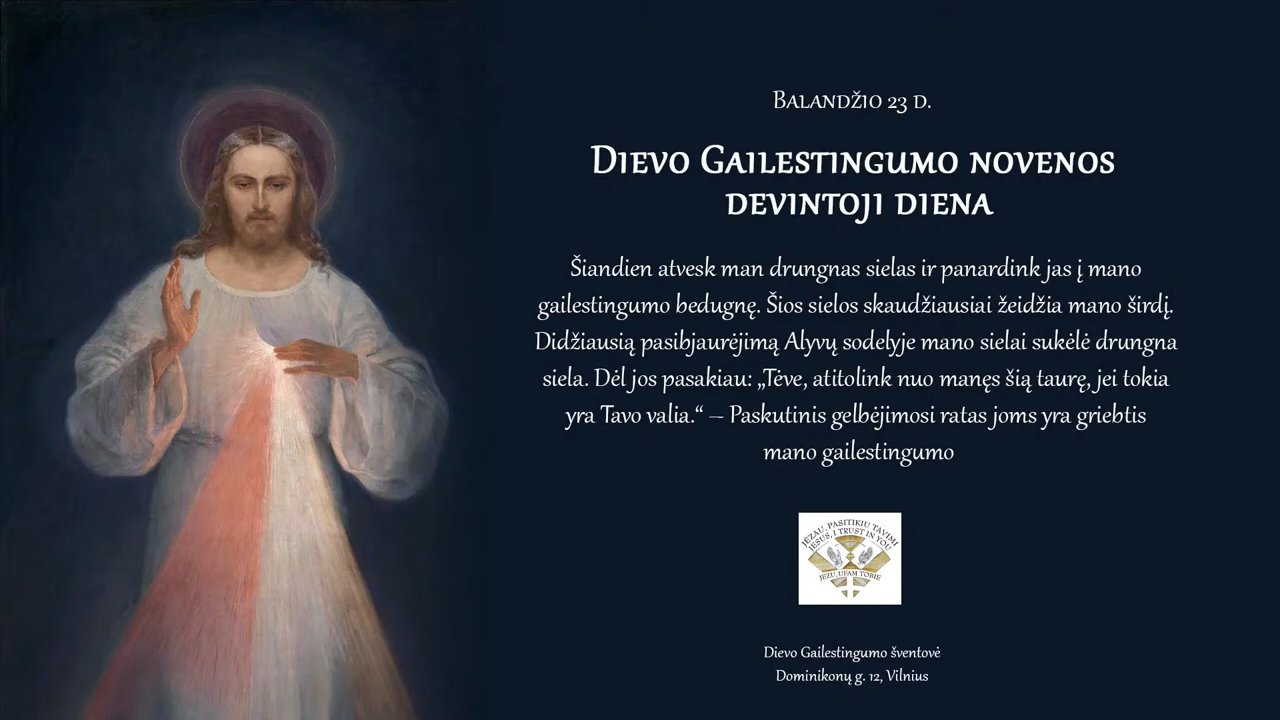 Balandžio 23 d.
Dievo Gailestingumo novenos
devintoji diena
Šiandien atvesk man drungnas sielas ir panardink jas į mano
gailestingumo bedugnę. Šios sielos skaudžiausiai žeidžia mano širdį.
Didžiausią pasibjaurėjimą Alyvų sodelyje mano sielai sukėlė drungna
siela. Dėl jos pasakiau: „Tėve, atitolink nuo manęs šią taurę, jei tokia
yra Tavo valia.“ – Paskutinis gelbėjimosi ratas joms yra griebtis
mano gailestingumo
JĖZAU, PASITIKIU TAVIMI
JESUS, I TRUST IN YOU
JEZU, UFAM TOBIE
Dievo Gailestingumo šventovė
Dominikonų g. 12, Vilnius